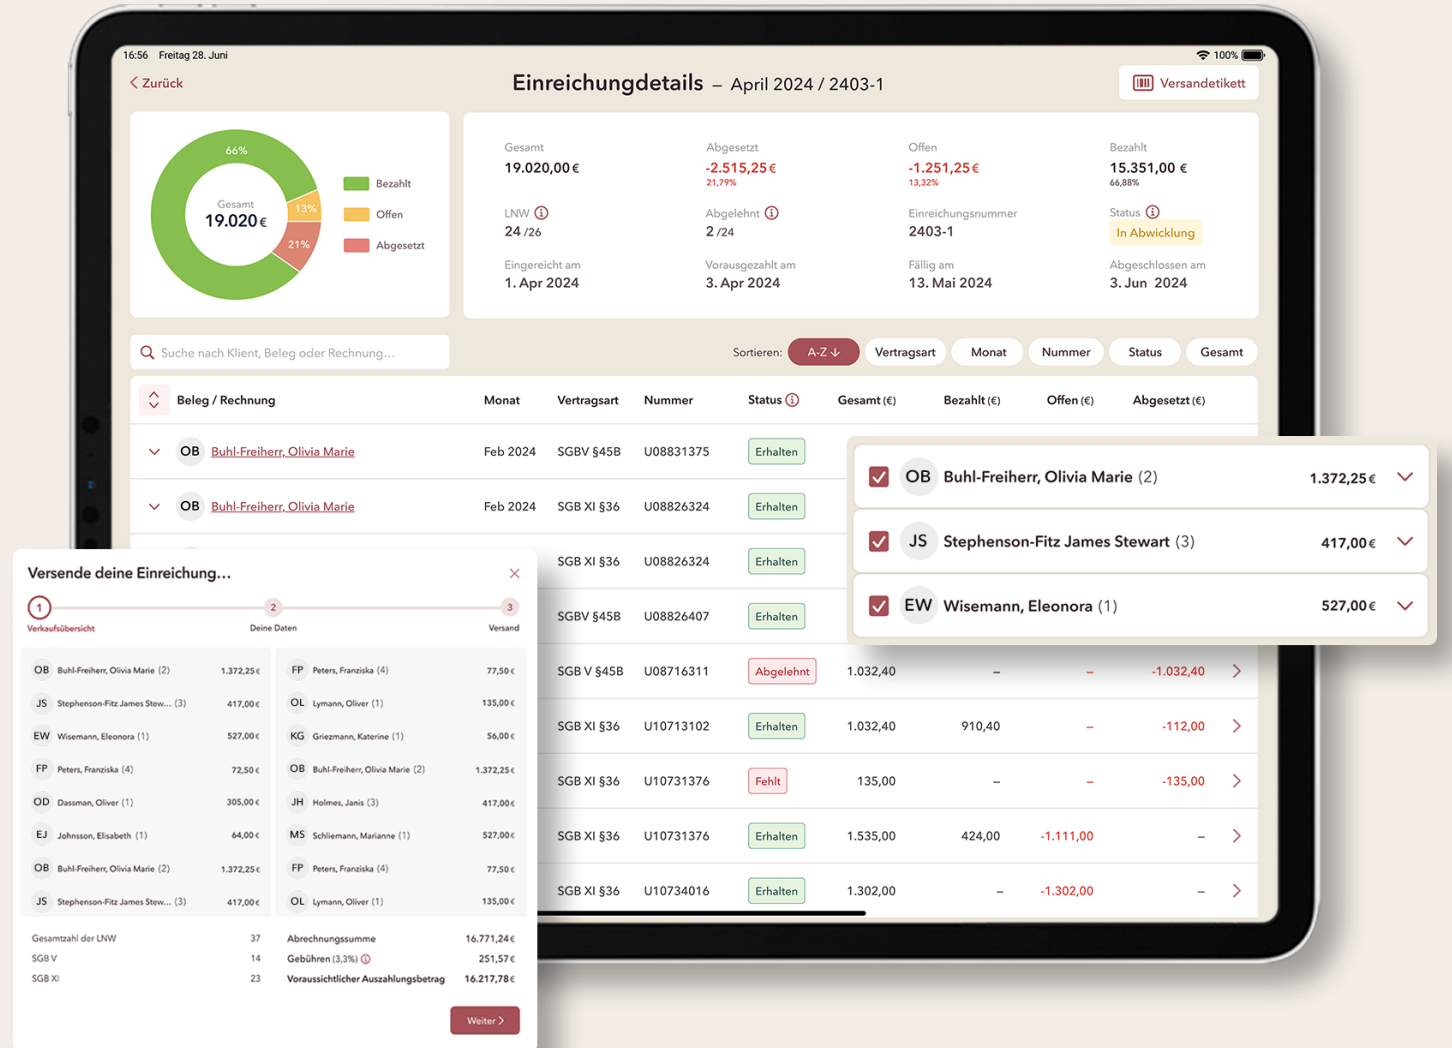 16:56 Freitag 28. Juni
100%
Zurück
Einreichungdetails – April 2024 / 2403-1
Versandetikett
66%
13%
21%
Gesamt
19.020 €
Bezahlt
Offen
Abgesetzt
Gesamt Abgesetzt Offen Bezahlt
19.020,00 € -2.515,25 € -1.251,25 € 15.351,00 €
21,79% 13,32% 66,88%
LNW Abgelehnt Einreichungsnummer Status
24 /26 2 /24 2403-1 In Abwicklung
Eingereicht am Vorausgezahlt am Fällig am Abgeschlossen am
1. Apr 2024 3. Apr 2024 13. Mai 2024 3. Jun 2024
Suche nach Klient, Beleg oder Rechnung...
Sortieren: A-Z ↓ Vertragsart Monat Nummer Status Gesamt
Beleg / Rechnung Monat Vertragsart Nummer Status Gesamt (€) Bezahlt (€) Offen (€) Abgesetzt (€)
OB Buhl-Freiherr, Olivia Marie Feb 2024 SGBV §45B U08831375 Erhalten
OB Buhl-Freiherr, Olivia Marie Feb 2024 SGB XI §36 U08826324 Erhalten
SGB XI §36 U08826324 Erhalten
SGBV §45B U08826407 Erhalten
SGB V §45B U08716311 Abgelehnt 1.032,40 – – -1.032,40
SGB XI §36 U10713102 Erhalten 1.032,40 910,40 – -112,00
SGB XI §36 U10731376 Fehlt 135,00 – – -135,00
SGB XI §36 U10731376 Erhalten 1.535,00 424,00 -1.111,00 –
SGB XI §36 U10734016 Erhalten 1.302,00 – -1.302,00 –
OB Buhl-Freiherr, Olivia Marie (2) 1.372,25 €
JS Stephenson-Fitz James Stewart (3) 417,00 €
EW Wisemann, Eleonora (1) 527,00 €
Versende deine Einreichung...
1 2 3
Verkaufsübersicht Deine Daten Versand
OB Buhl-Freiherr, Olivia Marie (2) 1.372,25 € FP Peters, Franziska (4) 77,50 €
JS Stephenson-Fitz James Stew... (3) 417,00 € OL Lymann, Oliver (1) 135,00 €
EW Wisemann, Eleonora (1) 527,00 € KG Griezmann, Katerine (1) 56,00 €
FP Peters, Franziska (4) 72,50 € OB Buhl-Freiherr, Olivia Marie (2) 1.372,25 €
OD Dassman, Oliver (1) 305,00 € JH Holmes, Janis (3) 417,00 €
EJ Johnsson, Elisabeth (1) 64,00 € MS Schliemann, Marianne (1) 527,00 €
OB Buhl-Freiherr, Olivia Marie (2) 1.372,25 € FP Peters, Franziska (4) 77,50 €
JS Stephenson-Fitz James Stew... (3) 417,00 € OL Lymann, Oliver (1) 135,00 €
Gesamtzahl der LNW 37 Abrechnungssumme 16.771,24 €
SGB V 14 Gebühren (3,3%) 251,57 €
SGB XI 23 Voraussichtlicher Auszahlungsbetrag 16.217,78 €
Weiter